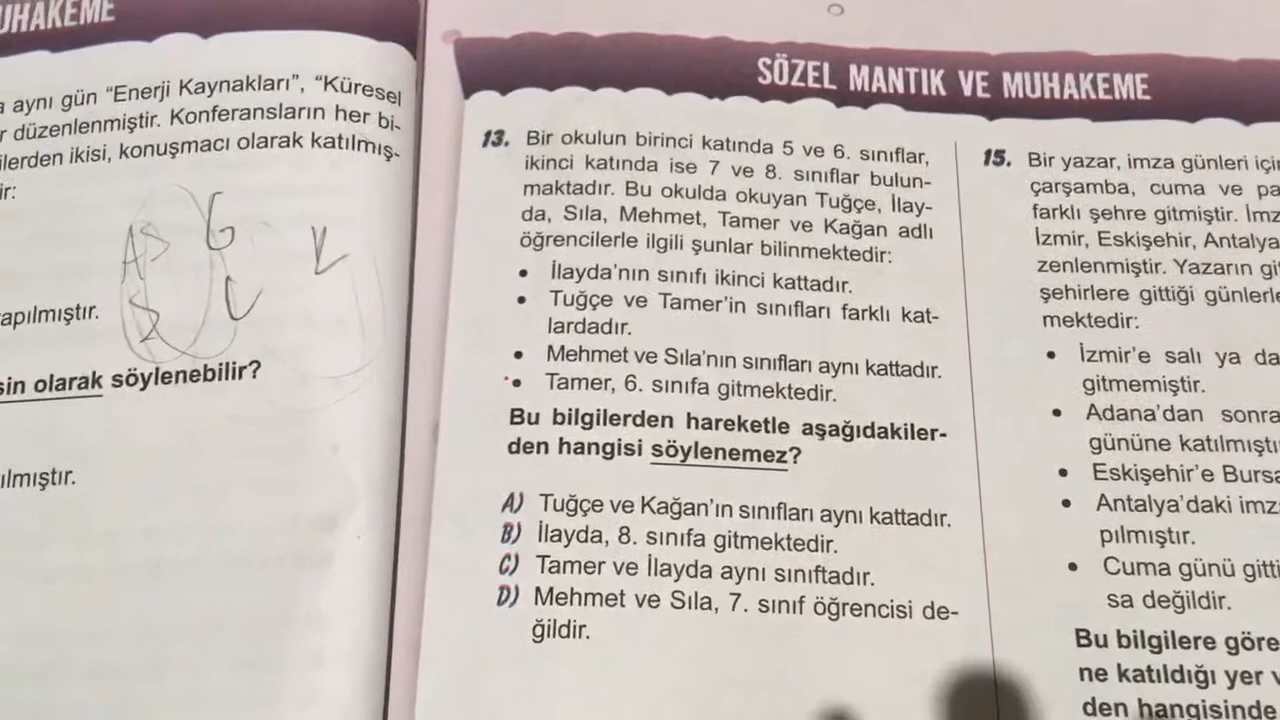 UHAKEME
aynı gün “Enerji Kaynakları”, “Küresel
r düzenlenmiştir. Konferansların her bi-
ilerden ikisi, konuşmacı olarak katılmış-
ir:
AS G
L
S C
apılmıştır.
sin olarak söylenebilir?
ılmıştır.
SÖZEL MANTIK VE MUHAKEME
13. Bir okulun birinci katında 5 ve 6. sınıflar,
ikinci katında ise 7 ve 8. sınıflar bulun-
maktadır. Bu okulda okuyan Tuğçe, İlay-
da, Sıla, Mehmet, Tamer ve Kağan adlı
öğrencilerle ilgili şunlar bilinmektedir:
• İlayda’nın sınıfı ikinci kattadır.
• Tuğçe ve Tamer’in sınıfları farklı kat-
lardadır.
• Mehmet ve Sıla’nın sınıfları aynı kattadır.
• Tamer, 6. sınıfa gitmektedir.
Bu bilgilerden hareketle aşağıdakiler-
den hangisi söylenemez?
A) Tuğçe ve Kağan’ın sınıfları aynı kattadır.
B) İlayda, 8. sınıfa gitmektedir.
C) Tamer ve İlayda aynı sınıftadır.
D) Mehmet ve Sıla, 7. sınıf öğrencisi de-
ğildir.
15. Bir yazar, imza günleri içi
çarşamba, cuma ve pa
farklı şehre gitmiştir. İmz
İzmir, Eskişehir, Antalya
zenlenmiştir. Yazarın git
şehirlere gittiği günlerle
mektedir:
• İzmir’e salı ya da
gitmemiştir.
• Adana’dan sonra
gününe katılmıştı
• Eskişehir’e Bursa
• Antalya’daki imz
pılmıştır.
• Cuma günü gitti
sa değildir.
Bu bilgilere göre
ne katıldığı yer v
den hangisinde